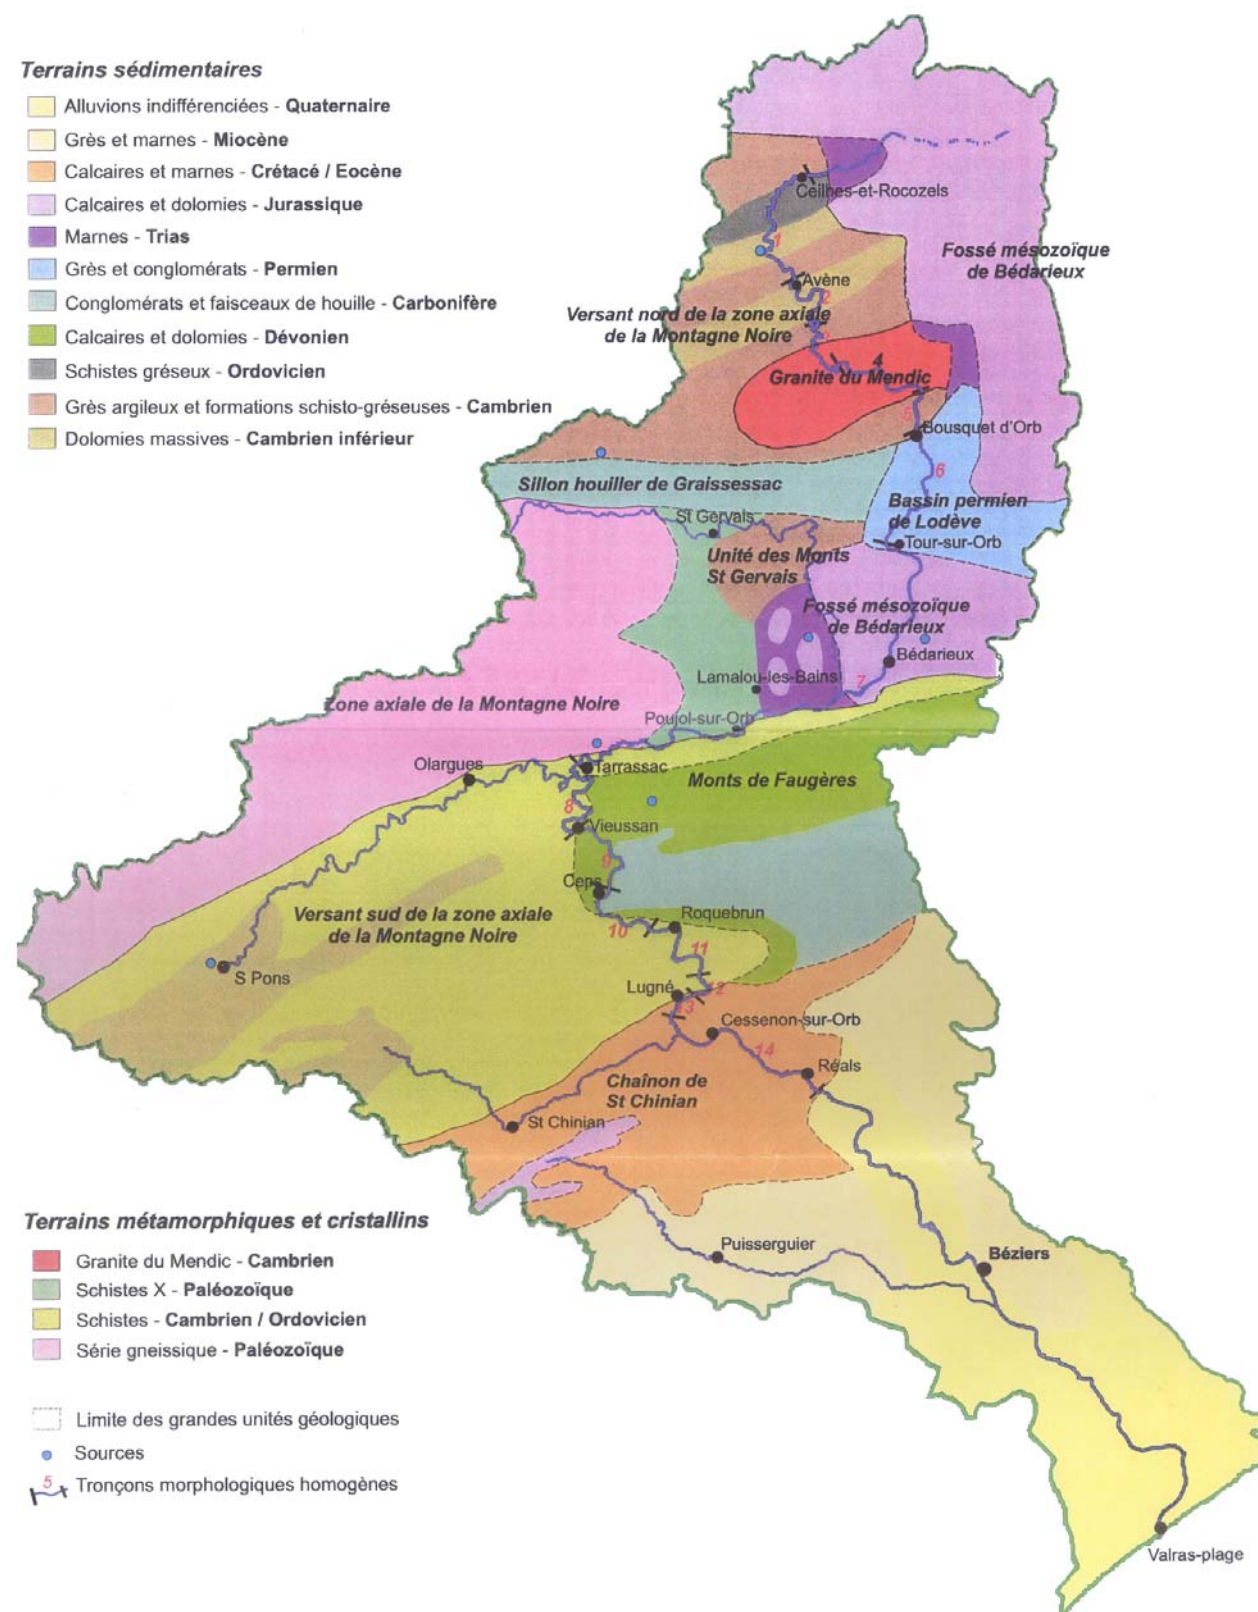 Terrains sédimentaires
Alluvions indifférenciées - Quaternaire
Grès et marnes - Miocène
Calcaires et marnes - Crétacé / Eocène
Calcaires et dolomies - Jurassique
Marnes - Trias
Grès et conglomérats - Permien
Conglomérats et faisceaux de houille - Carbonifère
Calcaires et dolomies - Dévonien
Schistes gréseux - Ordovicien
Grès argileux et formations schisto-gréseuses - Cambrien
Dolomies massives - Cambrien inférieur
Ceilhes-et-Rocozels
1
Fossé mésozoïque
de Bédarieux
Avène
2
Versant nord de la zone axiale
de la Montagne Noire
3
4
Granite du Mendic
5
Bousquet d'Orb
6
Sillon houiller de Graissessac
Bassin permien
de Lodève
St Gervais
Tour-sur-Orb
Unité des Monts
St Gervais
Fossé mésozoïque
de Bédarieux
Bédarieux
Lamalou-les-Bains
7
Zone axiale de la Montagne Noire
Poujol-sur-Orb
Olargues
Tarrassac
Monts de Faugères
8
Vieussan
9
Ceps
Versant sud de la zone axiale
de la Montagne Noire
Roquebrun
10
11
S Pons
Lugné
12
13
Cessenon-sur-Orb
14
Réals
Chaînon de
St Chinian
St Chinian
Terrains métamorphiques et cristallins
Granite du Mendic - Cambrien
Schistes X - Paléozoïque
Schistes - Cambrien / Ordovicien
Série gneissique - Paléozoïque
Puisserguier
Béziers
Limite des grandes unités géologiques
Sources
5
Tronçons morphologiques homogènes
Valras-plage